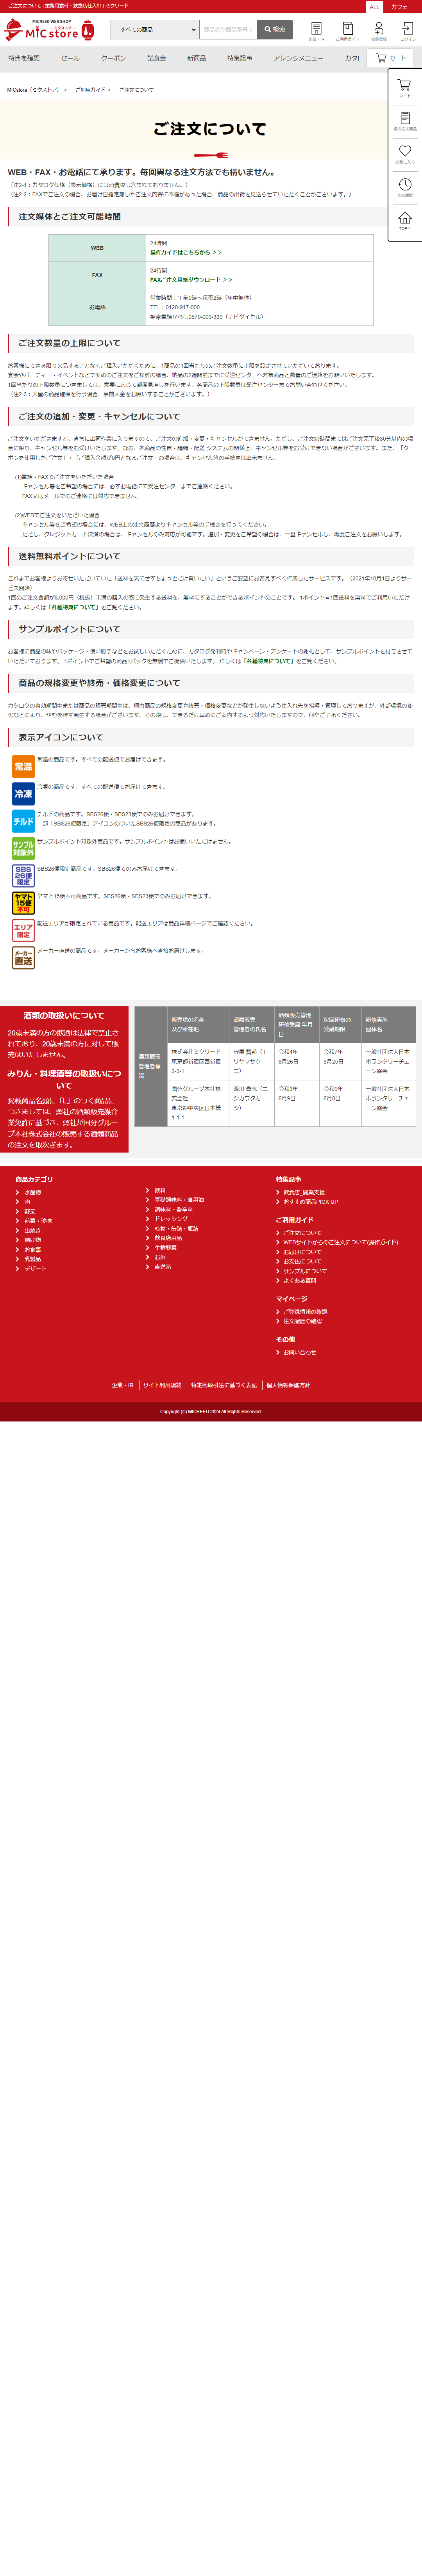 ご注文について | 業務用食材・飲食店仕入れ | ミクリード
ALL
カフェ
MICREED WEB SHOP
ミクストア
MICstore
すべての商品
商品名や商品番号で
検索
企業・IR
ご利用ガイド
会員登録
ログイン
特典を確認
セール
クーポン
試食会
新商品
特集記事
アレンジメニュー
カタ
カート
カート
過去注文商品
お気に入り
注文履歴
TOPへ
MICstore（ミクストア） >
ご利用ガイド >
ご注文について
ご注文について
WEB・FAX・お電話にて承ります。毎回異なる注文方法でも構いません。
（注2-1：カタログ価格（表示価格）には消費税は含まれておりません。）
（注2-2：FAXでご注文の場合、お届け日指定無しやご注文内容に不備があった場合、商品の出荷を見送らせていただくことがございます。）
注文媒体とご注文可能時間
WEB
24時間
操作ガイドはこちらから >>
FAX
24時間
FAXご注文用紙ダウンロード >>
お電話
営業時間：午前9時～深夜2時（年中無休）
TEL：0120-917-000
携帯電話からは0570-003-339（ナビダイヤル）
ご注文数量の上限について
お客様にできる限り欠品することなくご購入いただくために、1商品の1回当たりのご注文数量に上限を設定させていただいております。
宴会やパーティー・イベントなどで多めのご注文をご検討の場合、納品の2週間前までに受注センターへ対象商品と数量のご連絡をお願いいたします。
1回当たりの上限数量につきましては、需要に応じて都度見直しを行います。各商品の上限数量は受注センターまでお問い合わせください。
（注2-3：大量の商品確保を行う場合、事前入金をお願いすることがございます。）
ご注文の追加・変更・キャンセルについて
ご注文をいただきますと、直ちに出荷作業に入りますので、ご注文の追加・変更・キャンセルができません。ただし、ご注文締時間まではご注文完了後30分以内の場
合に限り、キャンセル等をお受けいたします。なお、本商品の性質・種類・配送 システムの関係上、キャンセル等をお受けできない場合がございます。また、「クー
ポンを使用したご注文」・「ご購入金額が0円となるご注文」の場合は、キャンセル等の手続きは出来ません。
(1)電話・FAXでご注文をいただいた場合
キャンセル等をご希望の場合には、必ずお電話にて受注センターまでご連絡ください。
FAX又はメールでのご連絡には対応できません。
(2)WEBでご注文をいただいた場合
キャンセル等をご希望の場合には、WEB上の注文履歴よりキャンセル等の手続きを行ってください。
ただし、クレジットカード決済の場合は、キャンセルのみ対応が可能です。追加・変更をご希望の場合は、一旦キャンセルし、再度ご注文をお願いします。
送料無料ポイントについて
これまでお客様よりお寄せいただいていた「送料を気にせずちょっとだけ買いたい」というご要望にお答えすべく作成したサービスです。（2021年10月1日よりサー
ビス開始）
1回のご注文金額が6,000円（税抜）未満の購入の際に発生する送料を、無料にすることができるポイントのことです。 1ポイント＝1回送料を無料でご利用いただけ
ます。詳しくは「各種特典について」をご覧ください。
サンプルポイントについて
お客様に商品の味やパッケージ・使い勝手などをお試しいただくために、カタログ発刊時やキャンペーン・アンケートの謝礼として、サンプルポイントを付与させて
いただいております。 1ポイントでご希望の商品1パックを無償でご提供いたします。 詳しくは「各種特典について」をご覧ください。
商品の規格変更や終売・価格変更について
カタログの有効期間中または商品の販売期間中は、極力商品の規格変更や終売・価格変更などが発生しないよう仕入れ先を指導・管理しておりますが、外部環境の変
化などにより、やむを得ず発生する場合がございます。その際は、できるだけ早めにご案内するよう対応いたしますので、何卒ご了承ください。
表示アイコンについて
常温
常温の商品です。すべての配送便でお届けできます。
冷凍
冷凍の商品です。すべての配送便でお届けできます。
チルド
チルドの商品です。SBS26便・SBS23便でのみお届けできます。
一部「SBS26便限定」アイコンのついたSBS26便限定の商品があります。
サンプル
対象外
サンプルポイント対象外商品です。サンプルポイントはお使いいただけません。
SBS
26便
限定
SBS26便限定商品です。SBS26便でのみお届けできます。
ヤマト
15便
不可
ヤマト15便不可商品です。SBS26便・SBS23便でのみお届けできます。
エリア
限定
配送エリアが限定されている商品です。配送エリアは商品詳細ページでご確認ください。
メーカー
直送
メーカー直送の商品です。メーカーからお客様へ直接お届けします。
酒類の取扱いについて
20歳未満の方の飲酒は法律で禁止されており、20歳未満の方に対して販売はいたしません。
みりん・料理酒等の取扱いについて
掲載商品名頭に「L」のつく商品につきましては、弊社の酒類販売媒介業免許に基づき、弊社が国分グループ本社株式会社の販売する酒類商品の注文を取次ぎます。
酒類販売管理者標識
販売場の名称
及び所在地
酒類販売
管理者の氏名
酒類販売管理研修受講 年月日
次回研修の
受講期限
研修実施
団体名
株式会社ミクリード
東京都新宿区西新宿2-3-1
守屋 賢邦（モリヤマサクニ）
令和4年
8月26日
令和7年
8月25日
一般社団法人日本ボランタリーチェーン協会
国分グループ本社株式会社
東京都中央区日本橋1-1-1
西川 貴志（ニシカワタカシ）
令和3年
6月9日
令和6年
6月8日
一般社団法人日本ボランタリーチェーン協会
商品カテゴリ
水産物
肉
野菜
前菜・珍味
串焼き
揚げ物
お食事
乳製品
デザート
飲料
基礎調味料・食用油
調味料・香辛料
ドレッシング
乾物・缶詰・瓶詰
飲食店用品
生鮮野菜
お酒
直送品
特集記事
飲食店_開業支援
おすすめ商品PICK UP
ご利用ガイド
ご注文について
WEBサイトからのご注文について(操作ガイド)
お届けについて
お支払について
サンプルについて
よくある質問
マイページ
ご登録情報の確認
注文履歴の確認
その他
お問い合わせ
企業・IR
サイト利用規約
特定商取引法に基づく表記
個人情報保護方針
Copyright (C) MICREED 2024 All Rights Reserved.